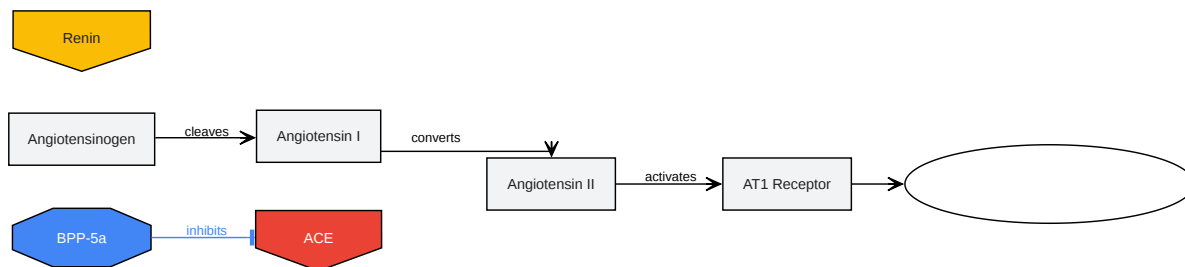 Renin
Angiotensinogen
cleaves
Angiotensin I
converts
Angiotensin II
activates
AT1 Receptor
BPP-5a
inhibits
ACE